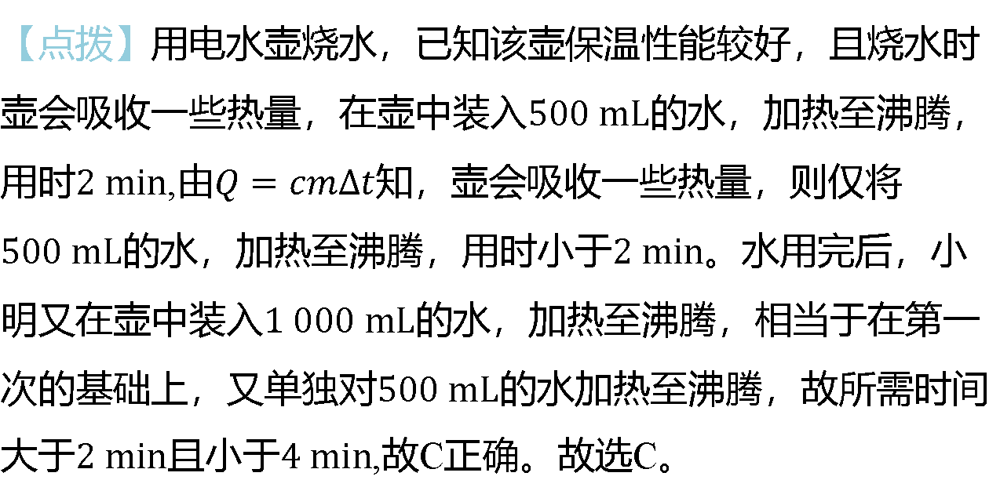 【点拨】用电水壶烧水，已知该壶保温性能较好，且烧水时
壶会吸收一些热量，在壶中装入500 mL的水，加热至沸腾，
用时2 min,由Q = cmΔt知，壶会吸收一些热量，则仅将
500 mL的水，加热至沸腾，用时小于2 min。水用完后，小
明又在壶中装入1 000 mL的水，加热至沸腾，相当于在第一
次的基础上，又单独对500 mL的水加热至沸腾，故所需时间
大于2 min且小于4 min,故C正确。故选C。